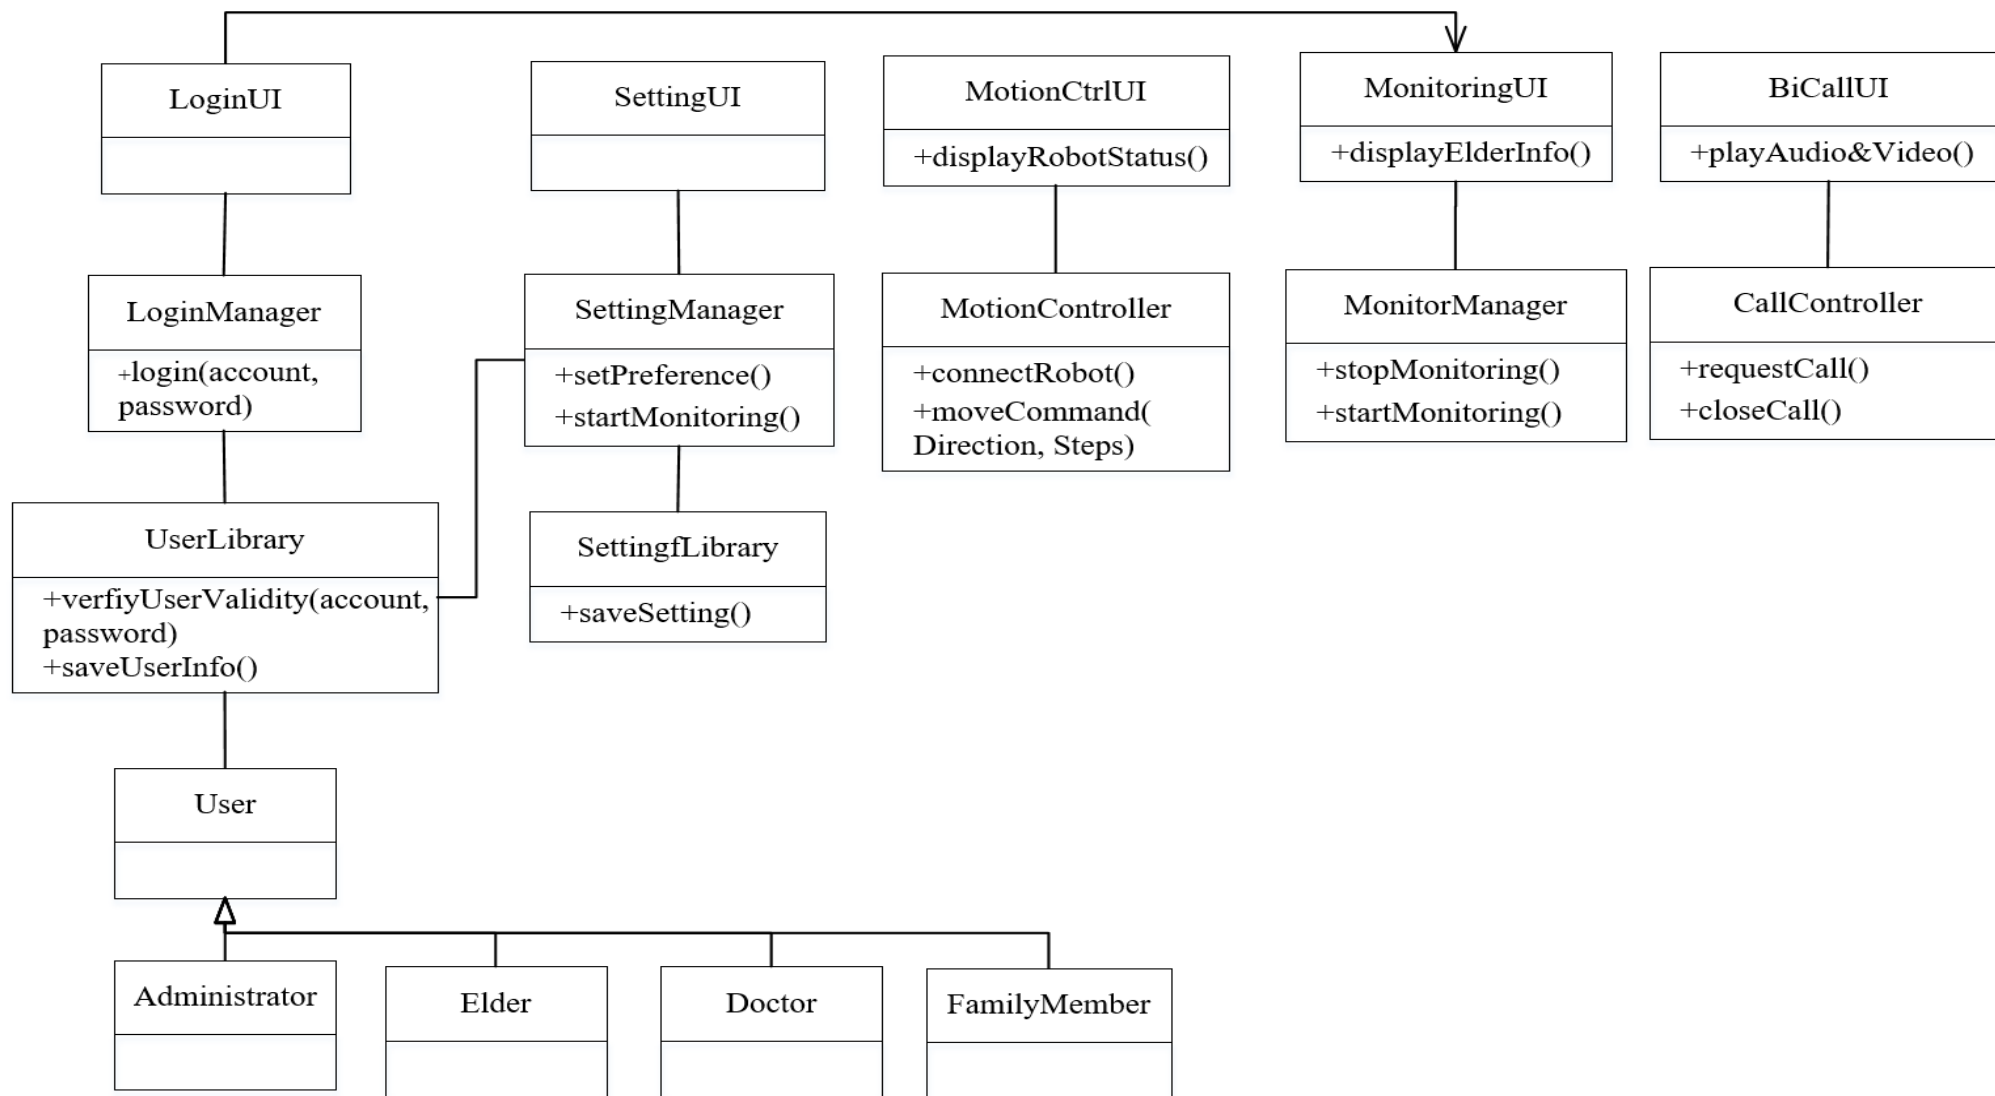 LoginUI
SettingUI
MotionCtrlUI
+displayRobotStatus()
MonitoringUI
+displayElderInfo()
BiCallUI
+playAudio&Video()
LoginManager
+login(account,
password)
SettingManager
+setPreference()
+startMonitoring()
MotionController
+connectRobot()
+moveCommand(
Direction, Steps)
MonitorManager
+stopMonitoring()
+startMonitoring()
CallController
+requestCall()
+closeCall()
UserLibrary
+verfiyUserValidity(account,
password)
+saveUserInfo()
SettingfLibrary
+saveSetting()
User
Administrator
Elder
Doctor
FamilyMember